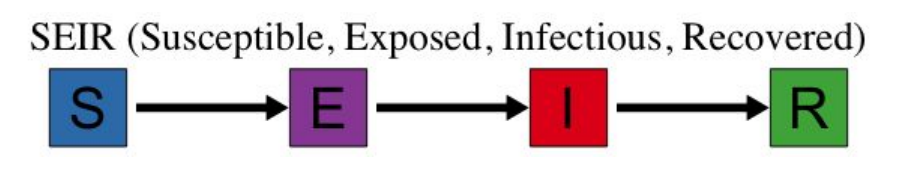 SEIR (Susceptible, Exposed, Infectious, Recovered)
S E I R